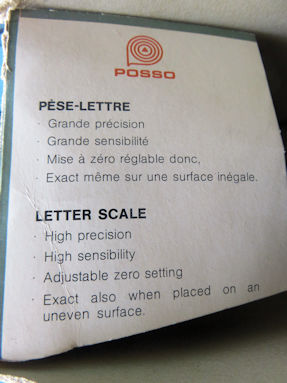 POSSO
PÈSE-LETTRE
· Grande précision
· Grande sensibilité
· Mise à zéro réglable donc,
· Exact même sur une surface inégale.
LETTER SCALE
· High precision
· High sensibility
· Adjustable zero setting
· Exact also when placed on an
uneven surface.